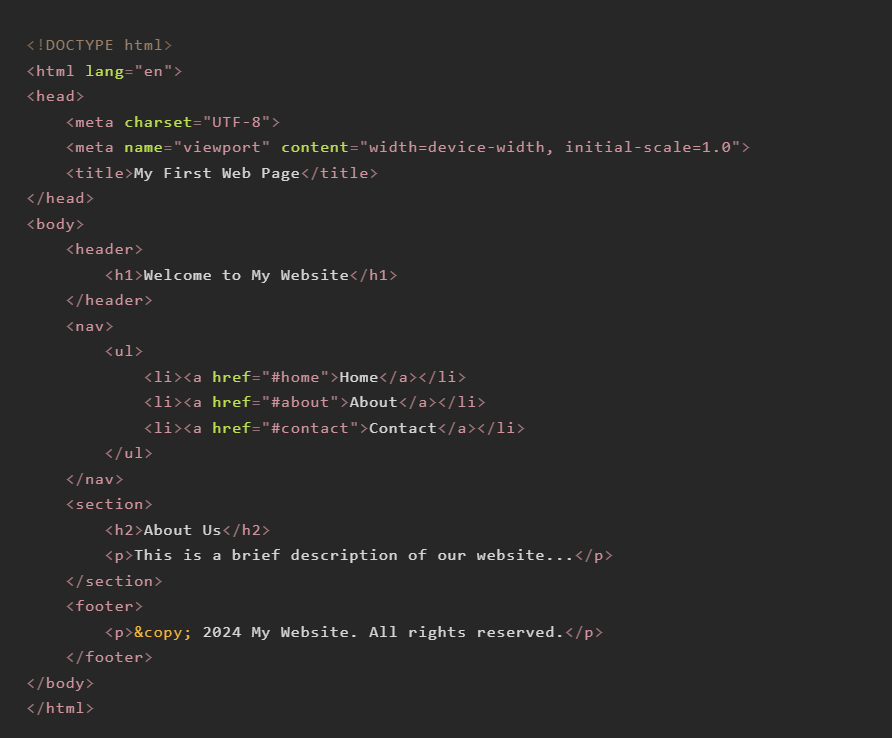 <!DOCTYPE html>
<html lang="en">
<head>
    <meta charset="UTF-8">
    <meta name="viewport" content="width=device-width, initial-scale=1.0">
    <title>My First Web Page</title>
</head>
<body>
    <header>
        <h1>Welcome to My Website</h1>
    </header>
    <nav>
        <ul>
            <li><a href="#home">Home</a></li>
            <li><a href="#about">About</a></li>
            <li><a href="#contact">Contact</a></li>
        </ul>
    </nav>
    <section>
        <h2>About Us</h2>
        <p>This is a brief description of our website...</p>
    </section>
    <footer>
        <p>&copy; 2024 My Website. All rights reserved.</p>
    </footer>
</body>
</html>